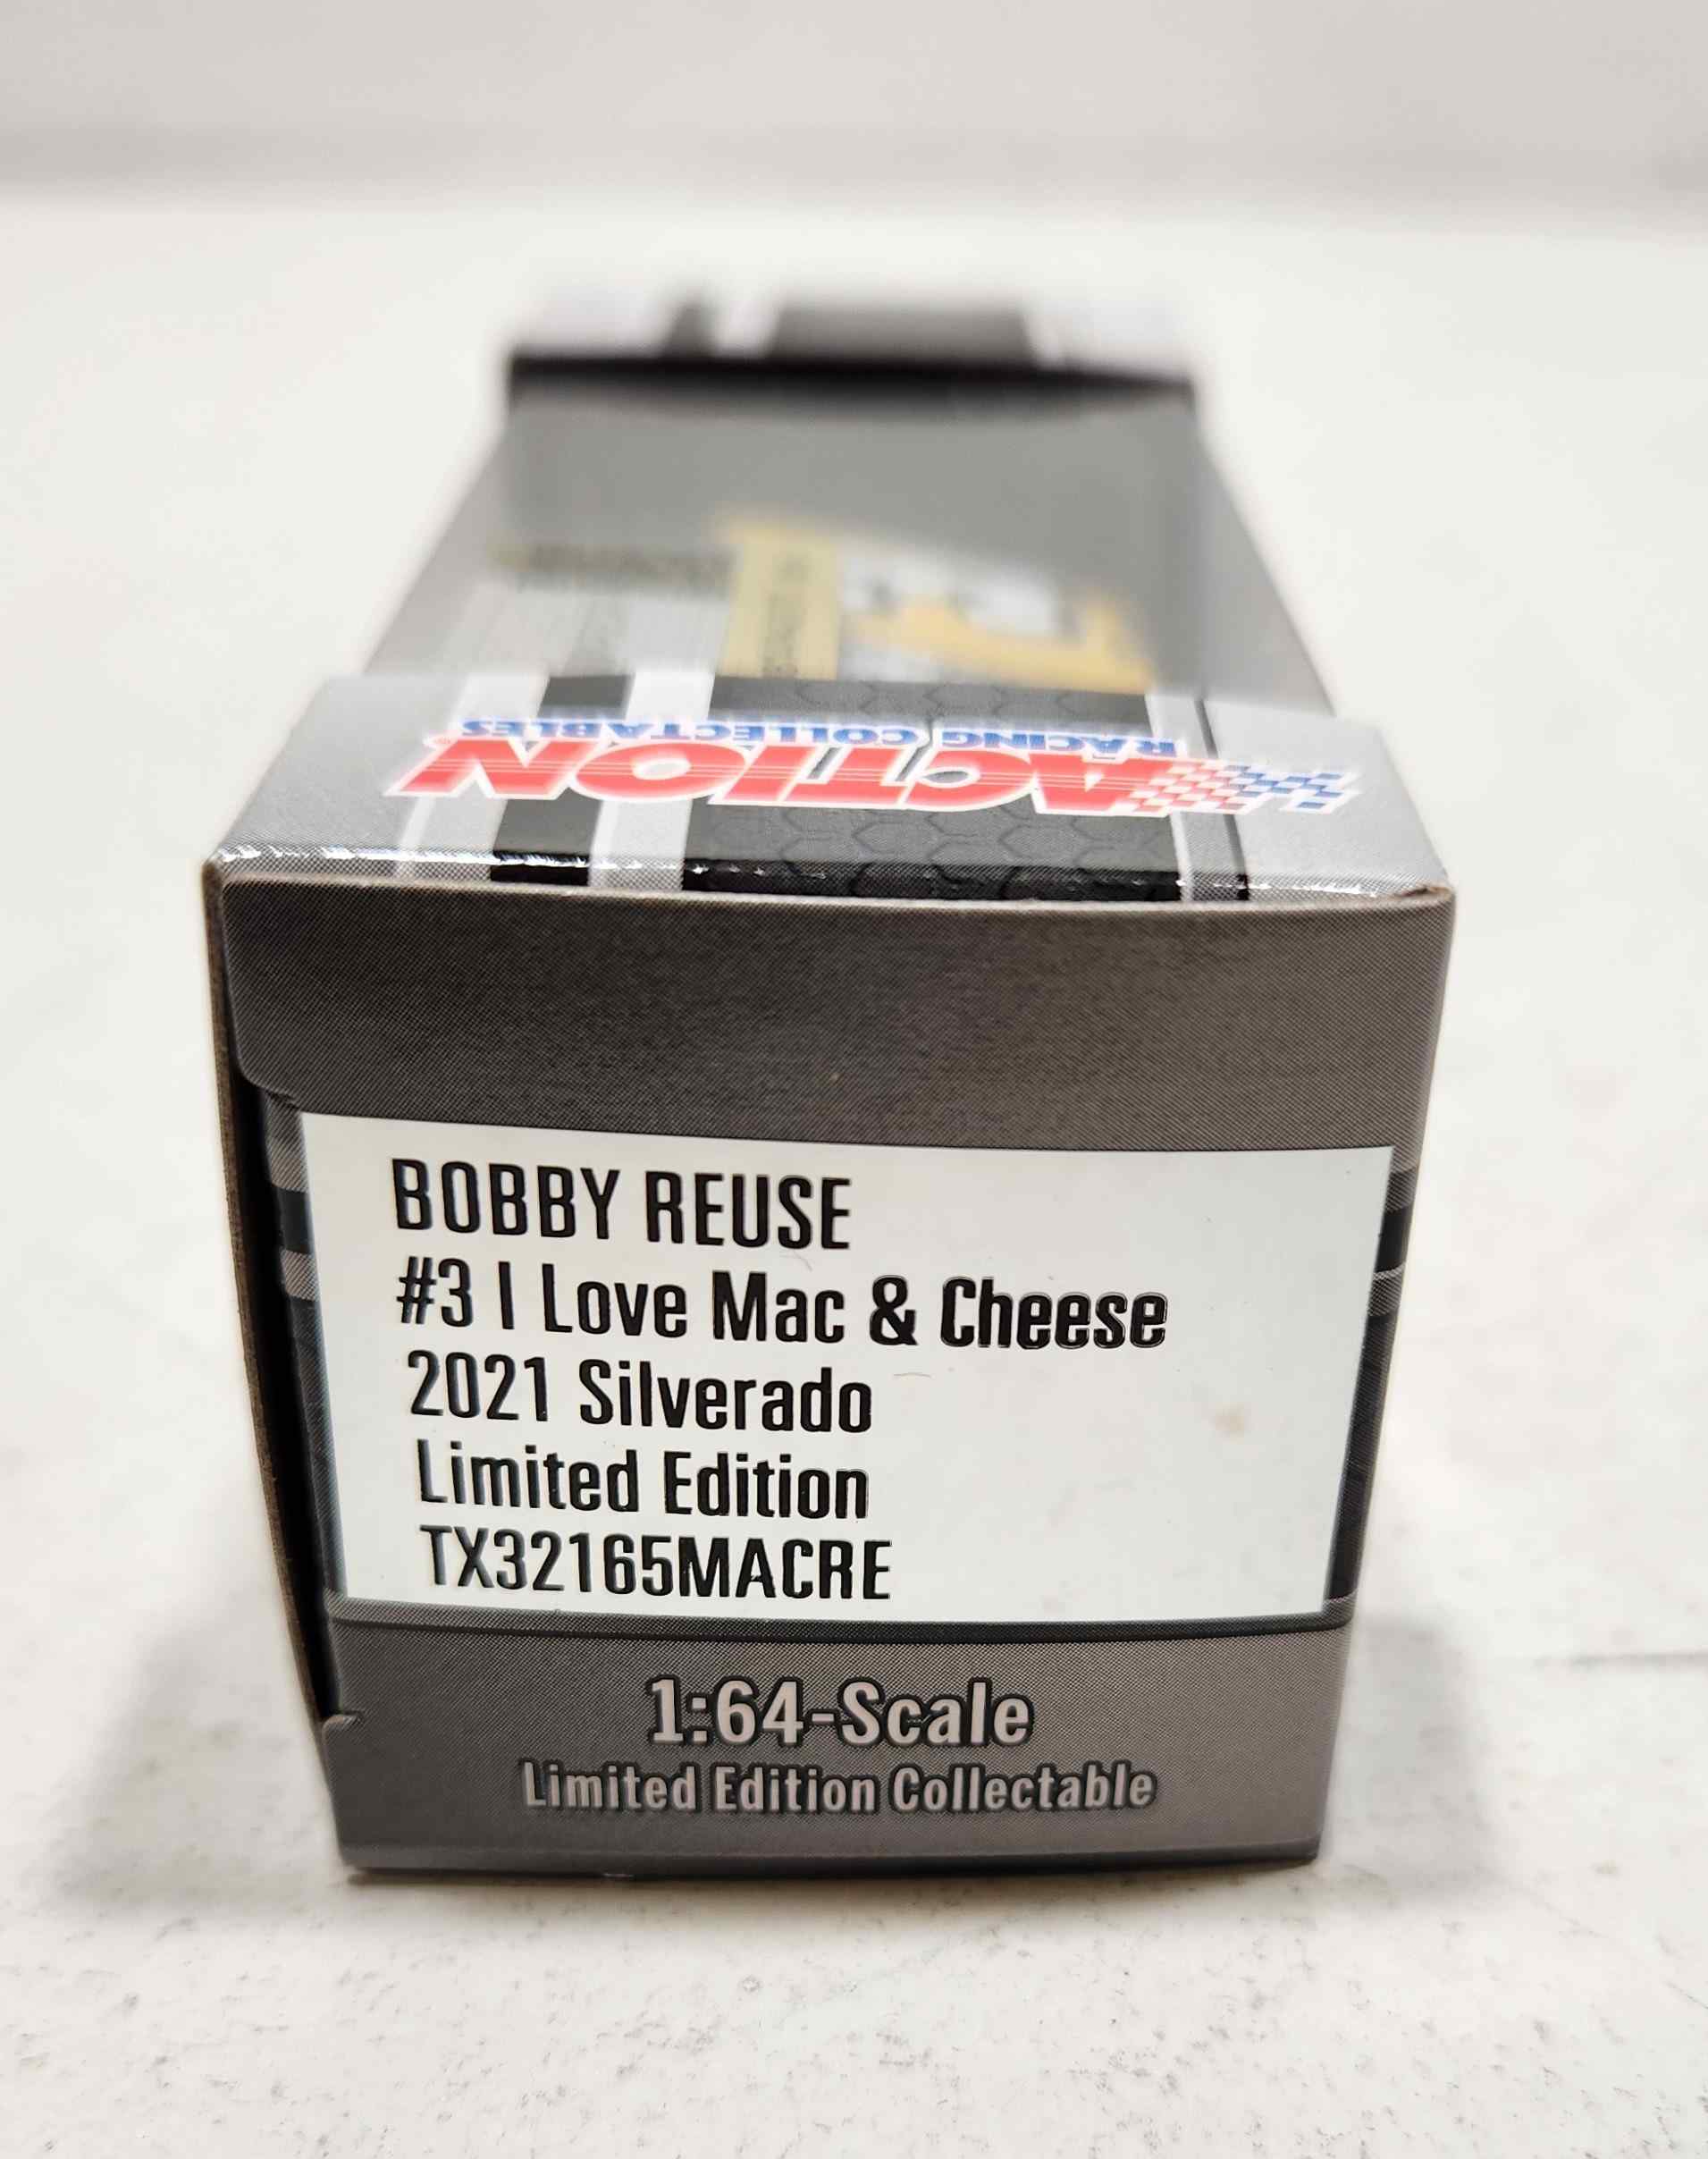 ACTION®
RACING COLLECTABLES
BOBBY REUSE
#3 I Love Mac & Cheese
2021 Silverado
Limited Edition
TX32165MACRE
1:64-Scale
Limited Edition Collectable